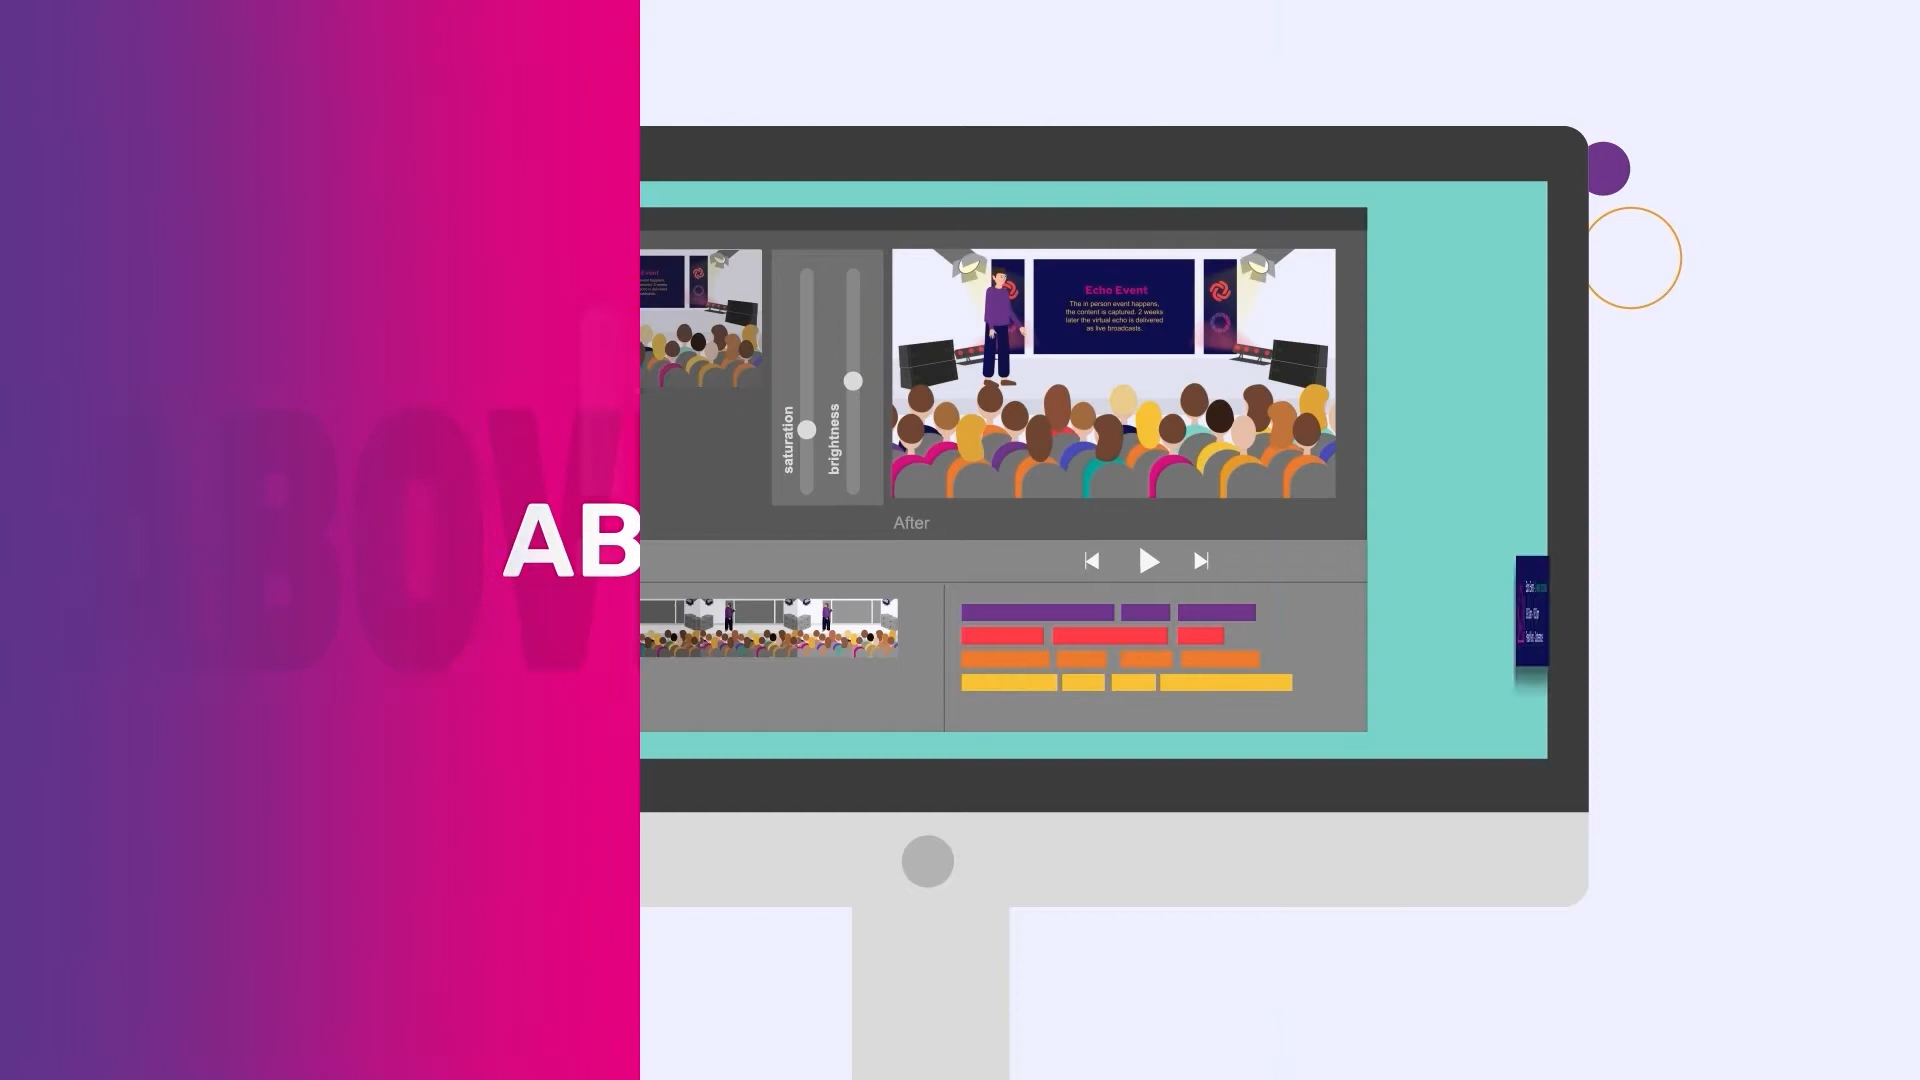 ABOV
AB
Echo Event
The in person event happens,
the content is captured. 2 weeks
later the virtual echo is delivered
as live broadcasts.
saturation
brightness
After